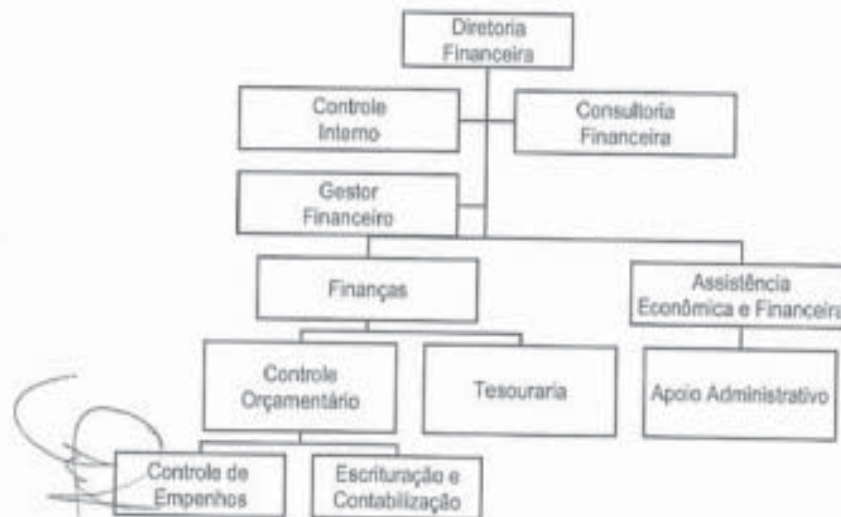 Diretoria
Financeira
Controle
Interno
Consultoria
Financeira
Gestor
Financeiro
Finanças
Assistência
Econômica e Financeira
Controle
Orçamentário
Tesouraria
Apoio Administrativo
Controle de
Empenhos
Escrituração e
Contabilização